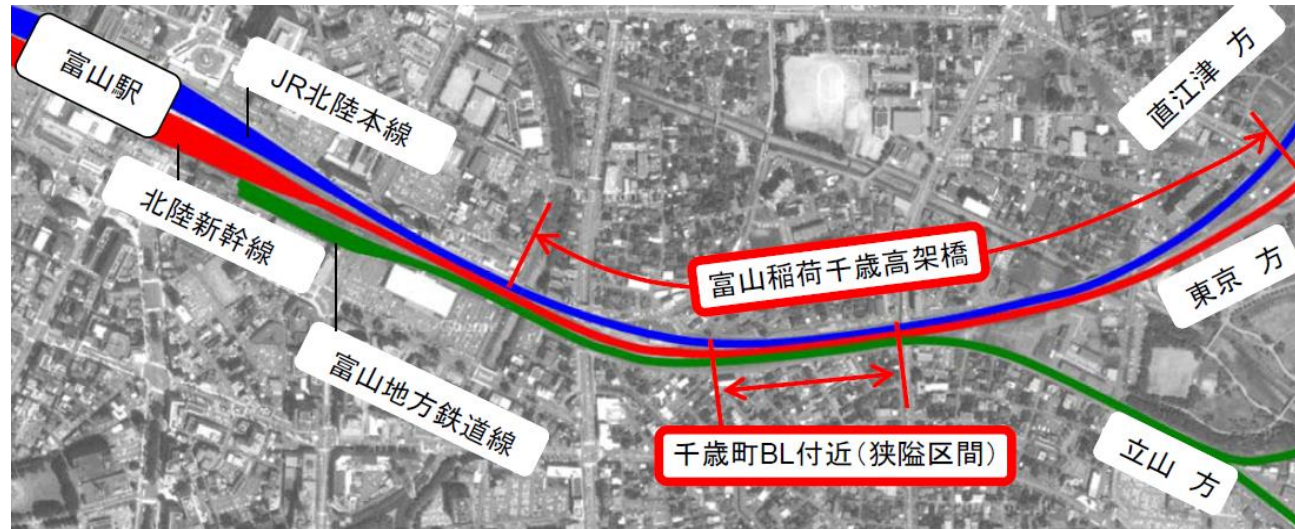 富山駅
JR北陸本線
北陸新幹線
富山地方鉄道線
富山稲荷千歳高架橋
千歳町BL付近(狭隘区間)
直江津 方
東京 方
立山 方